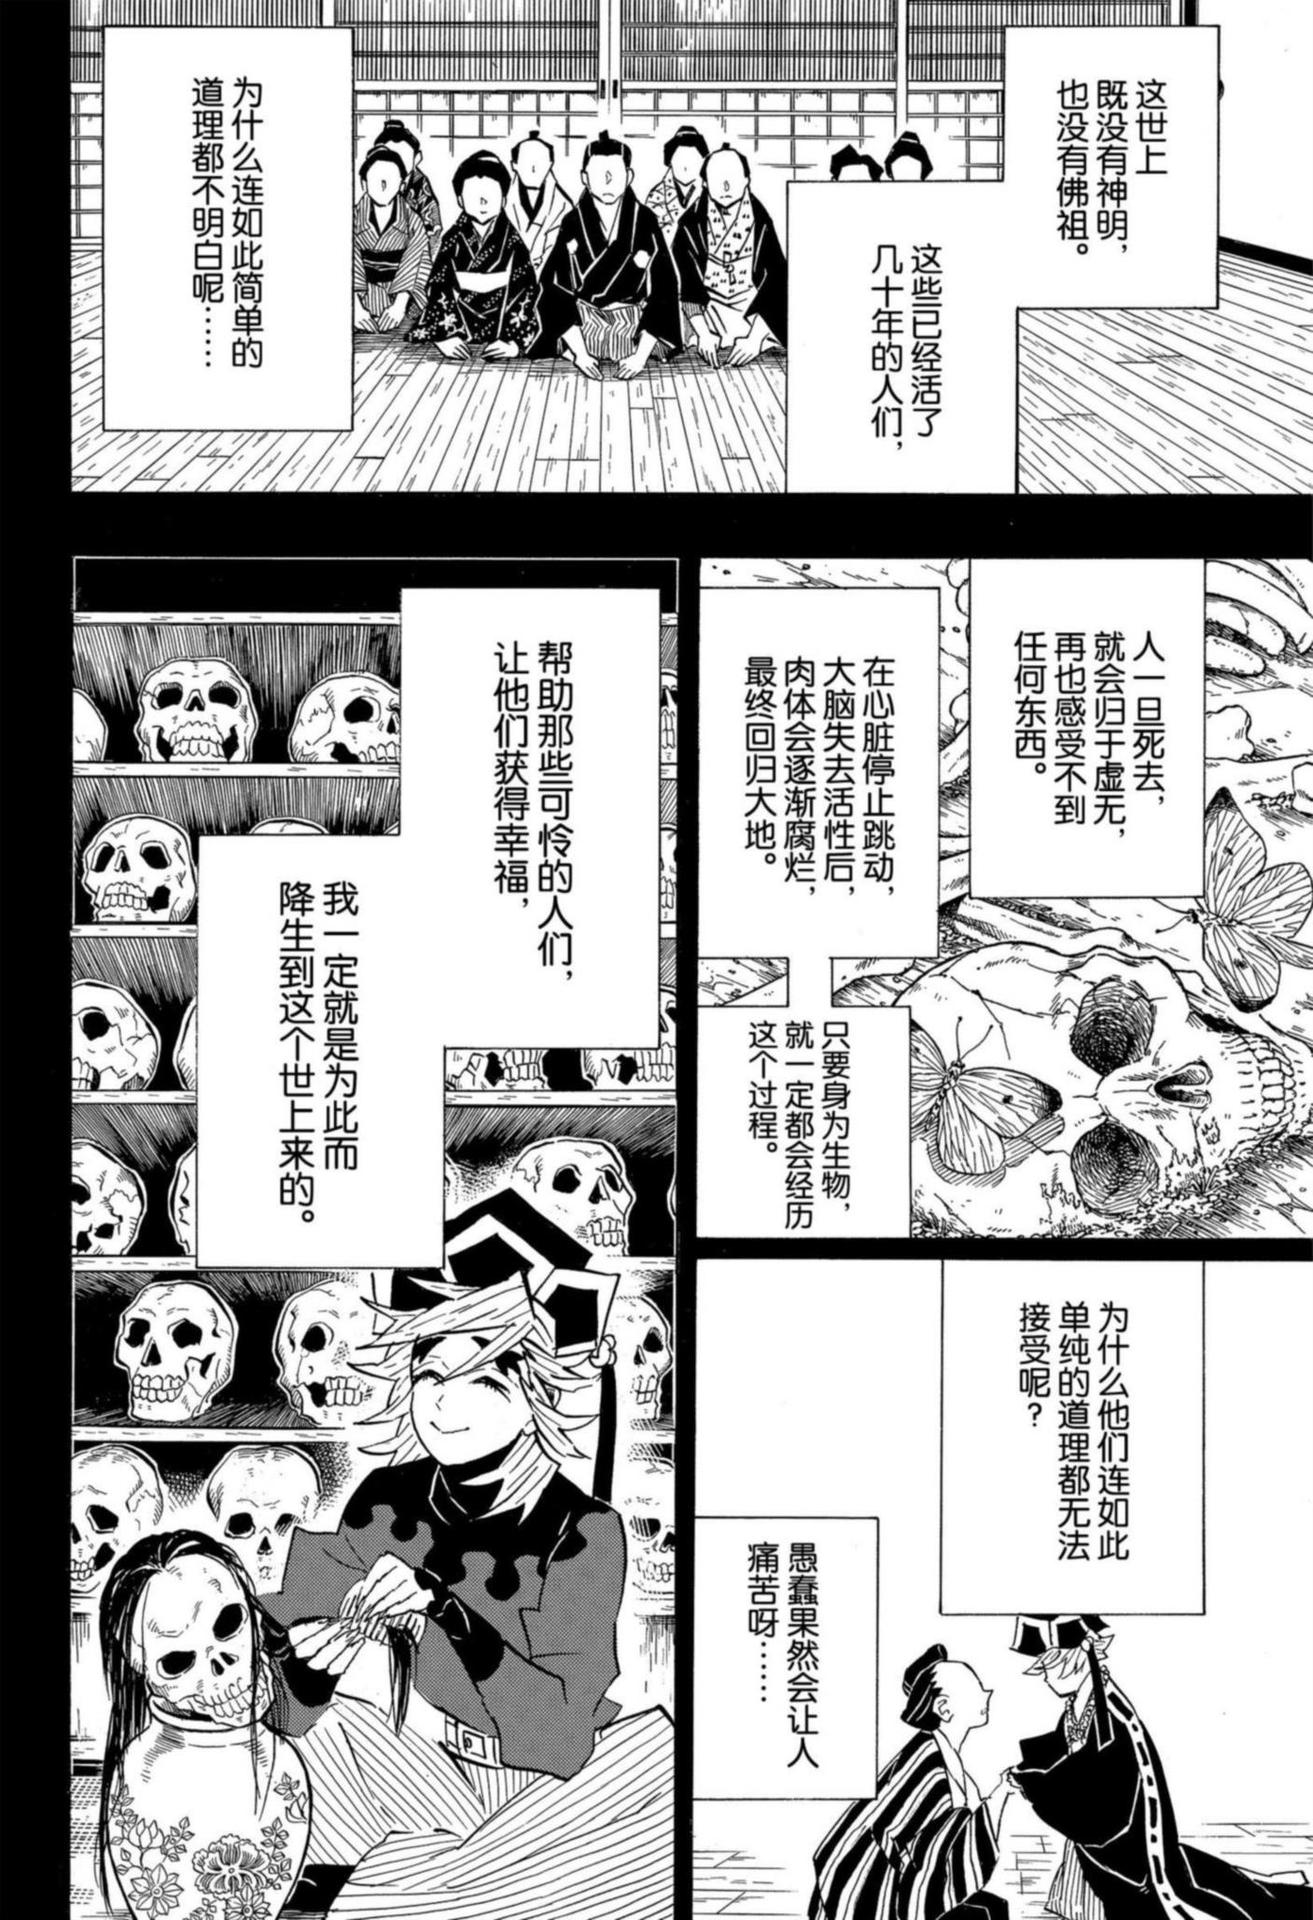 这世上
既没有神明，
也没有佛祖。
这些已经活了
几十年的人们，
为什么连如此简单的
道理都不明白呢……
人一旦死去，
就会归于虚无，
再也感受不到
任何东西。
在心脏停止跳动，
大脑失去活性后，
肉体会逐渐腐烂，
最终回归大地。
只要身为生物，
就一定都会经历
这个过程。
为什么他们连如此
单纯的道理都无法
接受呢？
愚蠢果然会让人
痛苦呀……
帮助那些可怜的人们，
让他们获得幸福，
我一定就是为此而
降生到这个世上来的。